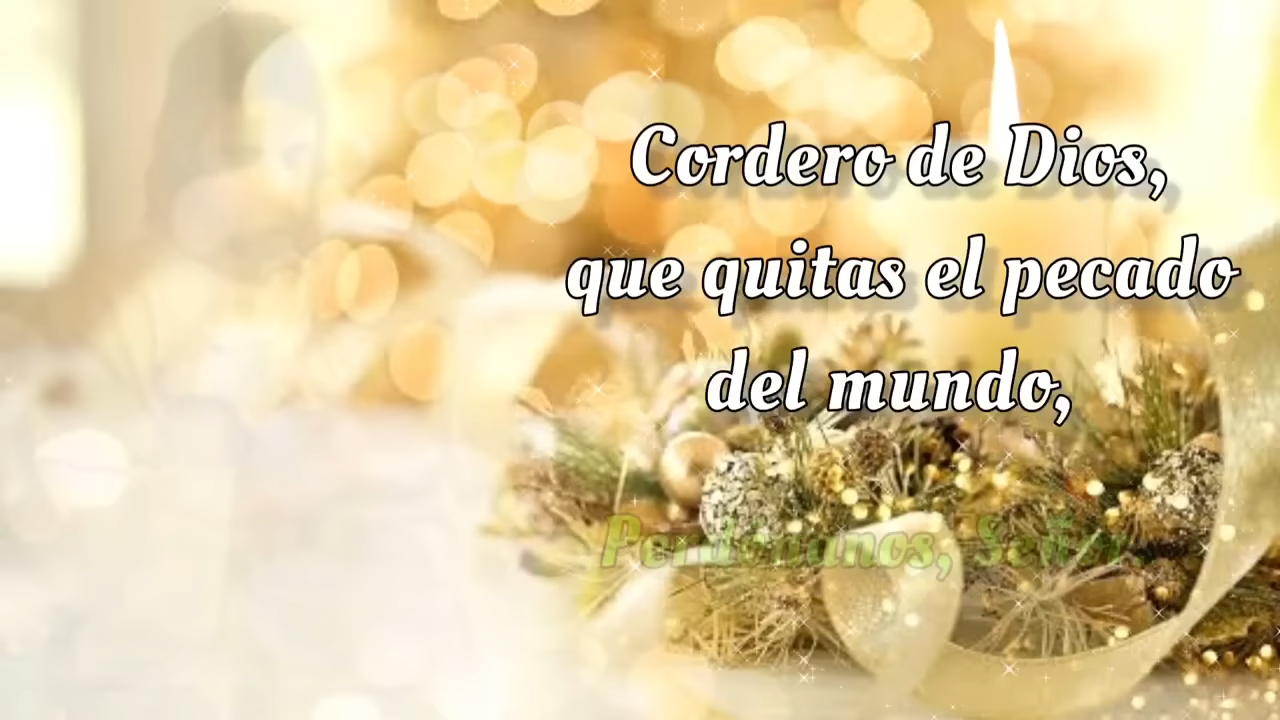 Cordero de Dios,
que quitas el pecado
del mundo,
Perdónanos, Señor